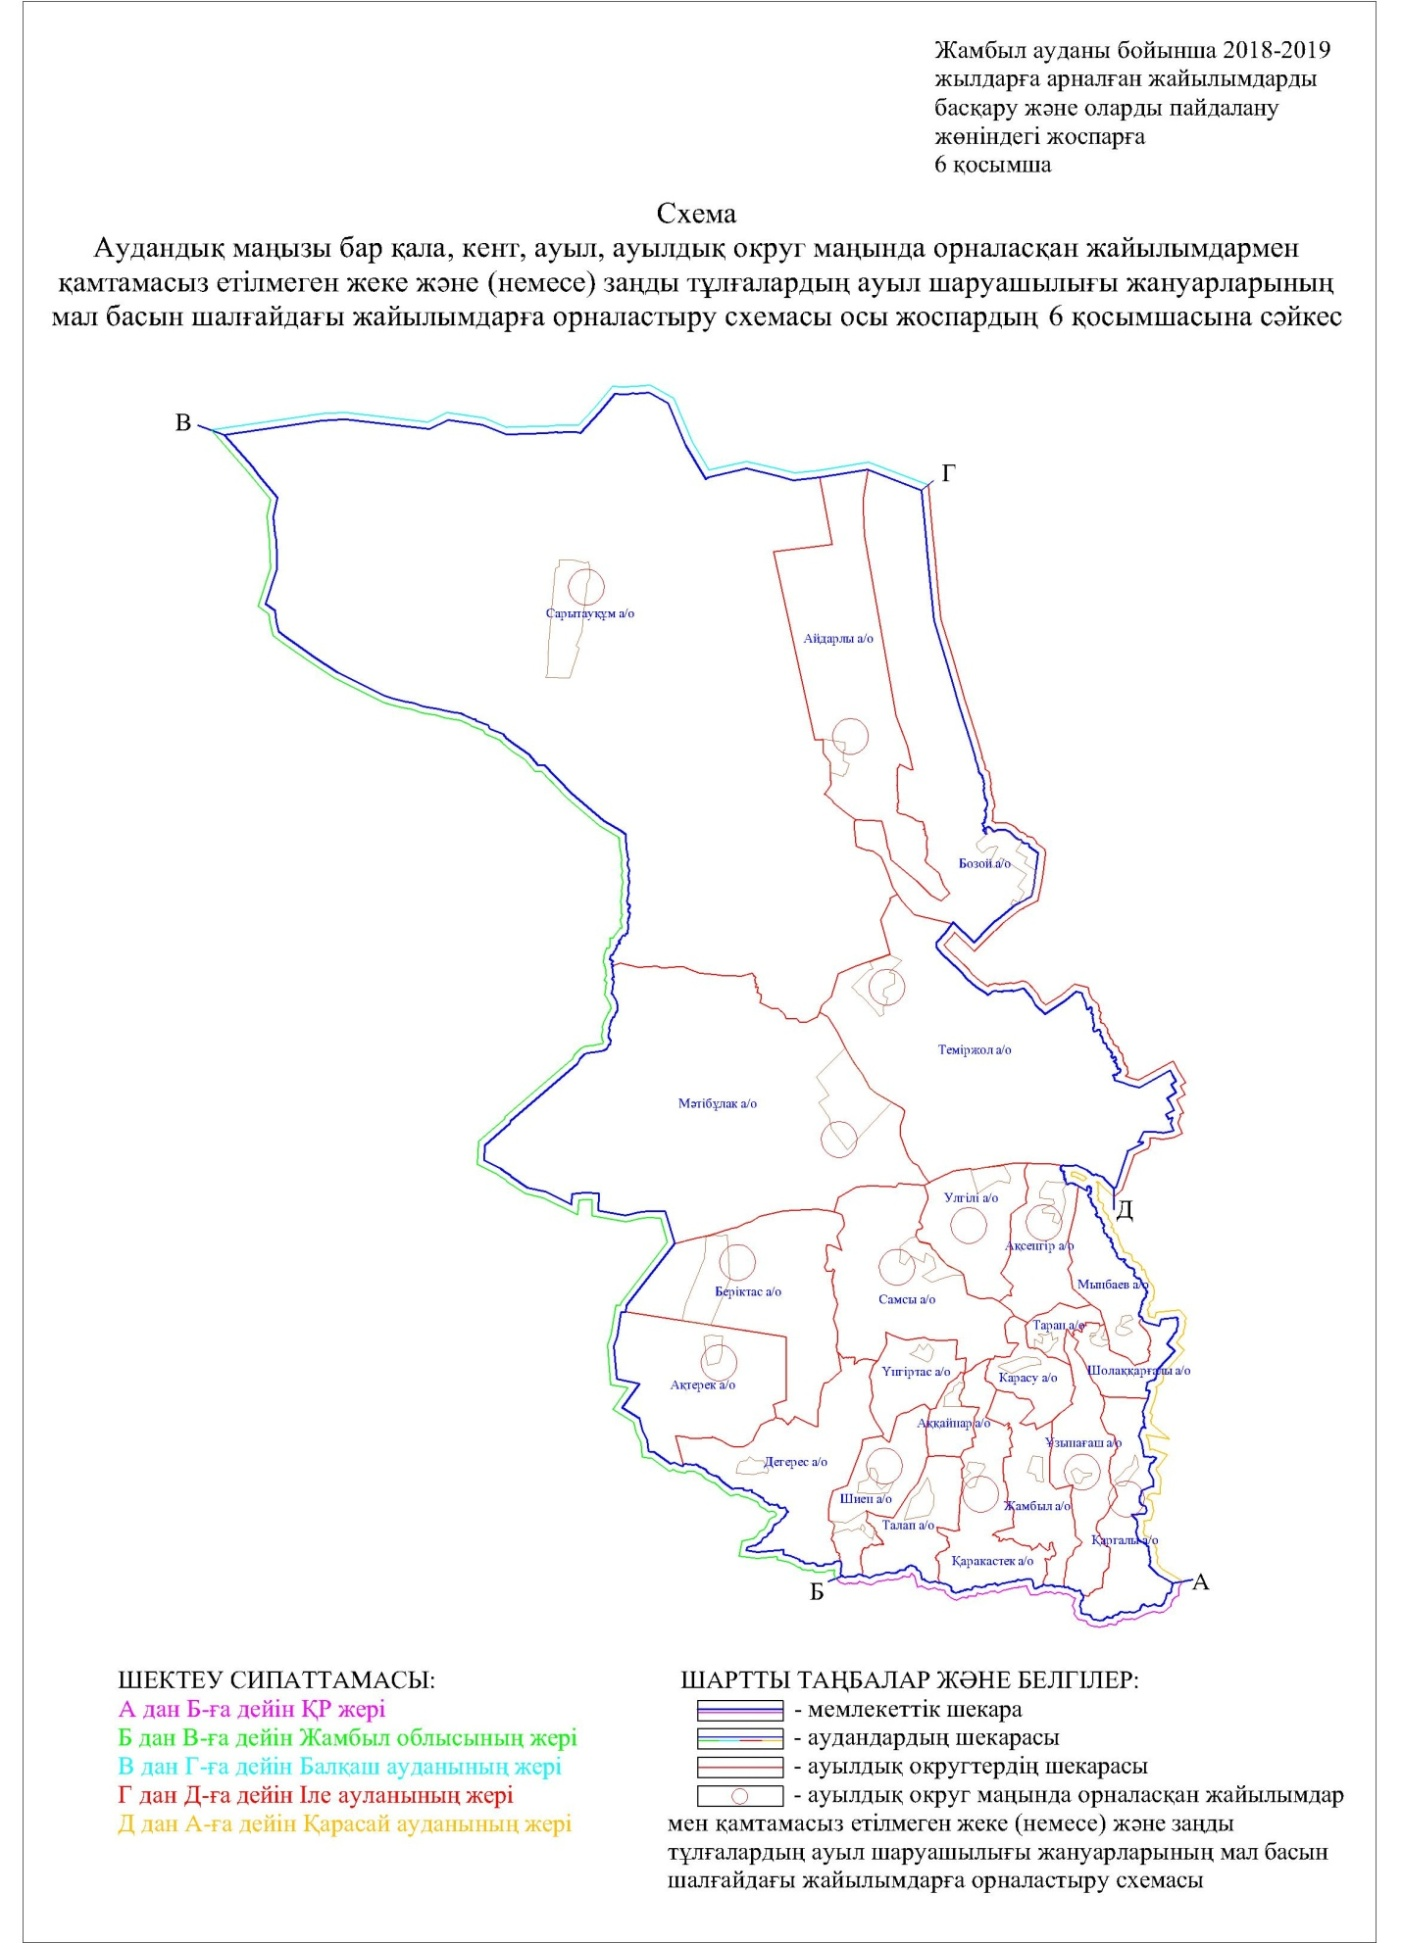 Жамбыл ауданы бойынша 2018-2019
жылдарға арналған жайылымдарды
басқару және оларды пайдалану
жөніндегі жоспарға
6 қосымша
Схема
Аудандық маңызы бар қала, кент, ауыл, ауылдық округ маңында орналасқан жайылымдармен
қамтамасыз етілмеген жеке және (немесе) заңды тұлғалардың ауыл шаруашылығы жануарларының
мал басын шалғайдағы жайылымдарға орналастыру схемасы осы жоспардың 6 қосымшасына сәйкес
В
Г
Сарытауқұм а/о
Айдарлы а/о
Бозой а/о
Теміржол а/о
Мәтібұлак а/о
Улгілі а/о
Д
Ақсенгір а/о
Мыңбаев а/о
Беріктас а/о
Самсы а/о
Таран а/о
Үңгіртас а/о
Шолаққарғалы а/о
Карасу а/о
Ақтерек а/о
Аққайнар а/о
Ұзынағаш а/о
Дегерес а/о
Шиен а/о
Жамбыл а/о
Талап а/о
Қарғалы а/о
Қаракастек а/о
Б
А
ШЕКТЕУ СИПАТТАМАСЫ:
А дан Б-ға дейін ҚР жері
Б дан В-ға дейін Жамбыл облысының жері
В дан Г-ға дейін Балқаш ауданының жері
Г дан Д-ға дейін Іле ауланының жері
Д дан А-ға дейін Қарасай ауданының жері
ШАРТТЫ ТАҢБАЛАР ЖӘНЕ БЕЛГІЛЕР:
- мемлекеттік шекара
- аудандардың шекарасы
- ауылдық округтердің шекарасы
- ауылдық округ маңында орналасқан жайылымдар
мен қамтамасыз етілмеген жеке (немесе) және заңды
тұлғалардың ауыл шаруашылығы жануарларының мал басын
шалғайдағы жайылымдарға орналастыру схемасы